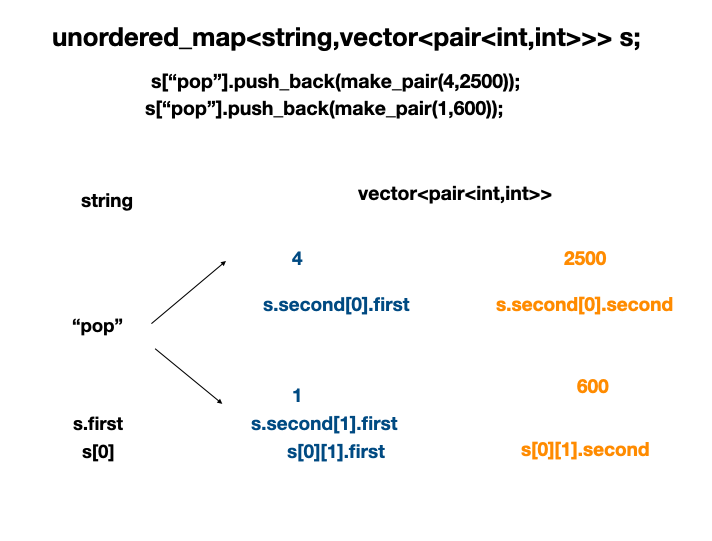 unordered_map<string,vector<pair<int,int>>> s;
s[“pop”].push_back(make_pair(4,2500));
s[“pop”].push_back(make_pair(1,600));
string
vector<pair<int,int>>
4
2500
s.second[0].first
s.second[0].second
“pop”
1
600
s.first
s.second[1].first
s[0]
s[0][1].first
s[0][1].second